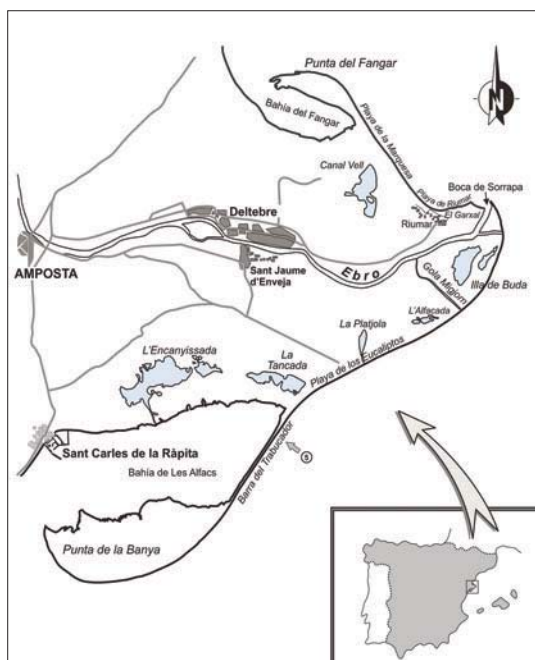 Punta del Fangar
Bahía del Fangar
Playa de la Marquesa
N
Canal Vell
Playa de Riumar
Boca de Sorrapa
El Garxal
Riumar
Deltebre
AMPOSTA
Sant Jaume
d'Enveja
Ebro
Gola Migjorn
Illa de Buda
L'Alfacada
La Platjola
Playa de los Eucaliptos
L'Encanyissada
La
Tancada
Sant Carles de la Ràpita
Bahía de Les Alfacs
Barra del Trabucador
5
Punta de la Banya